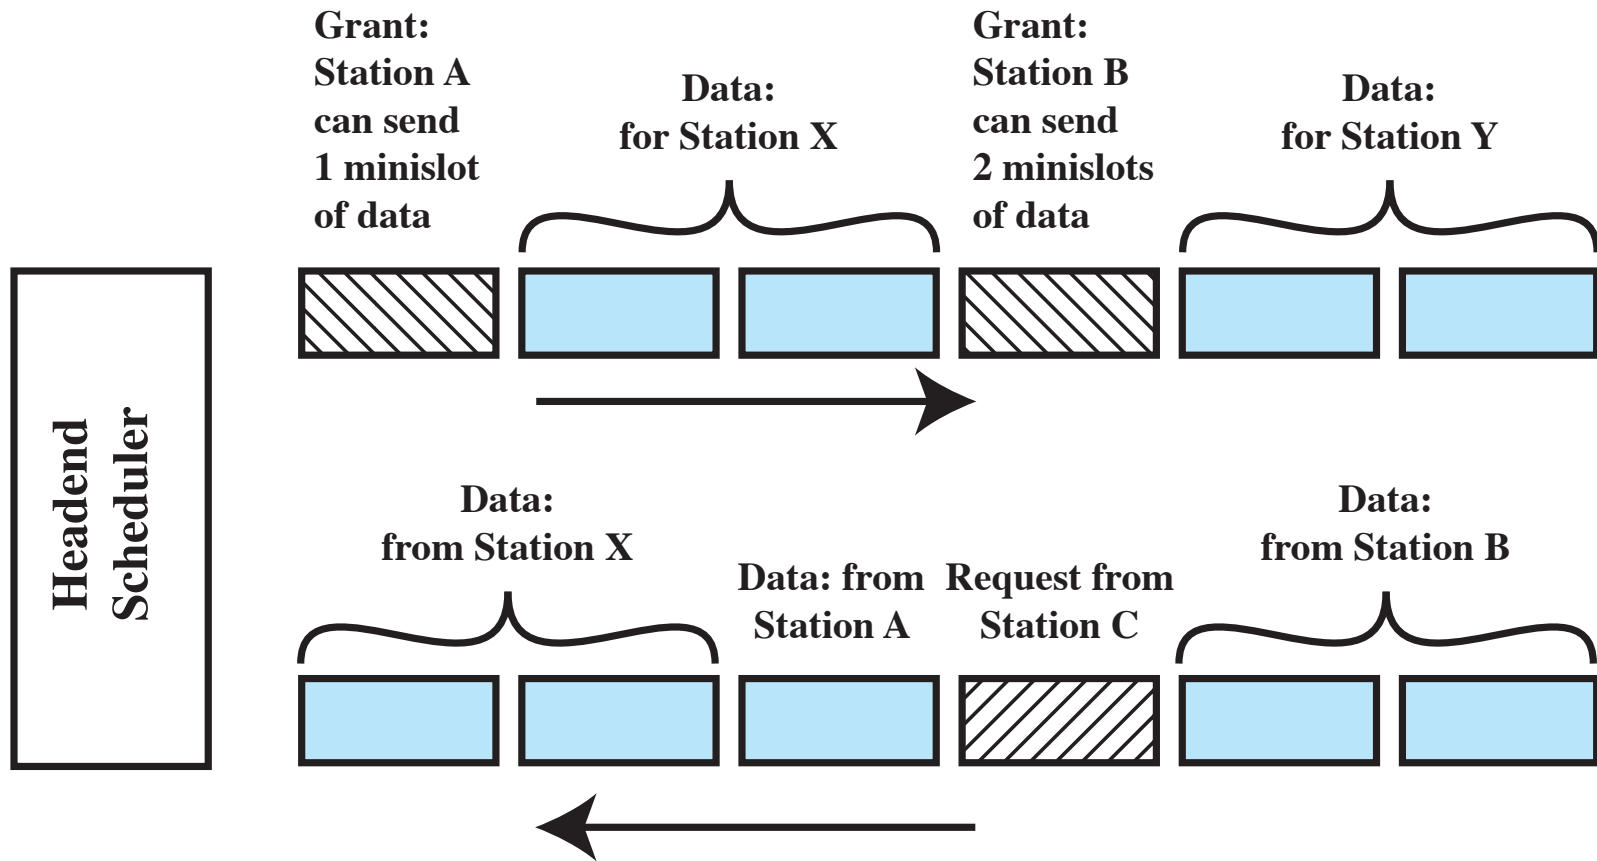 Grant:
Station A
can send
1 minislot
of data
Data:
for Station X
Grant:
Station B
can send
2 minislots
of data
Data:
for Station Y
Headend
Scheduler
Data:
from Station X
Data: from
Station A
Request from
Station C
Data:
from Station B